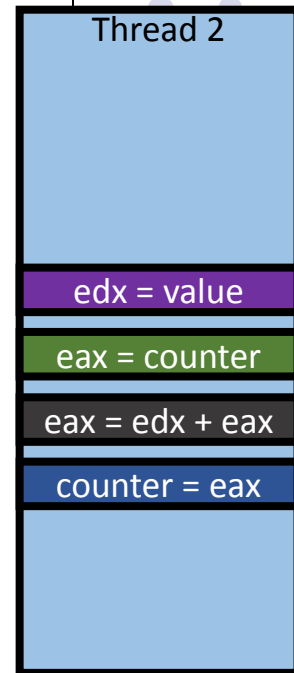 Thread 2
edx = value
eax = counter
eax = edx + eax
counter = eax